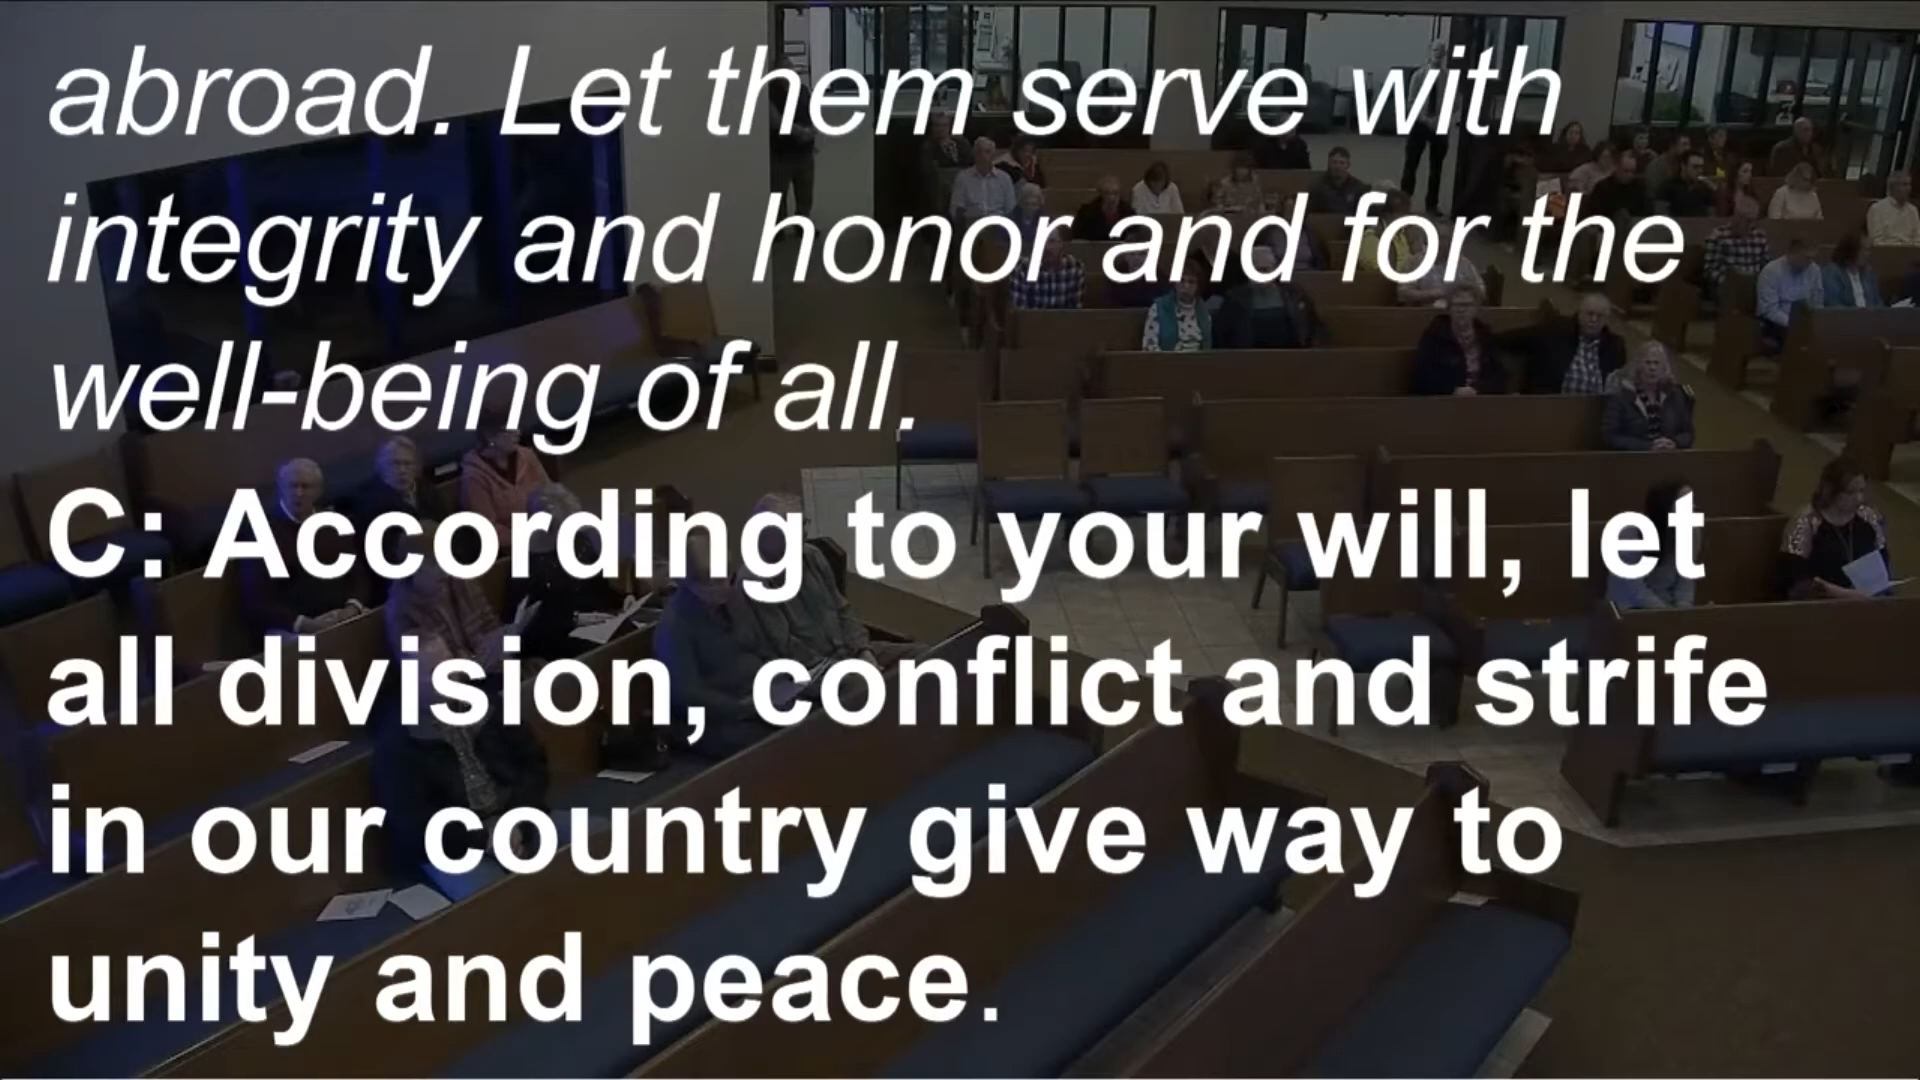 abroad. Let them serve with
integrity and honor and for the
well-being of all.
C: According to your will, let
all division, conflict and strife
in our country give way to
unity and peace.